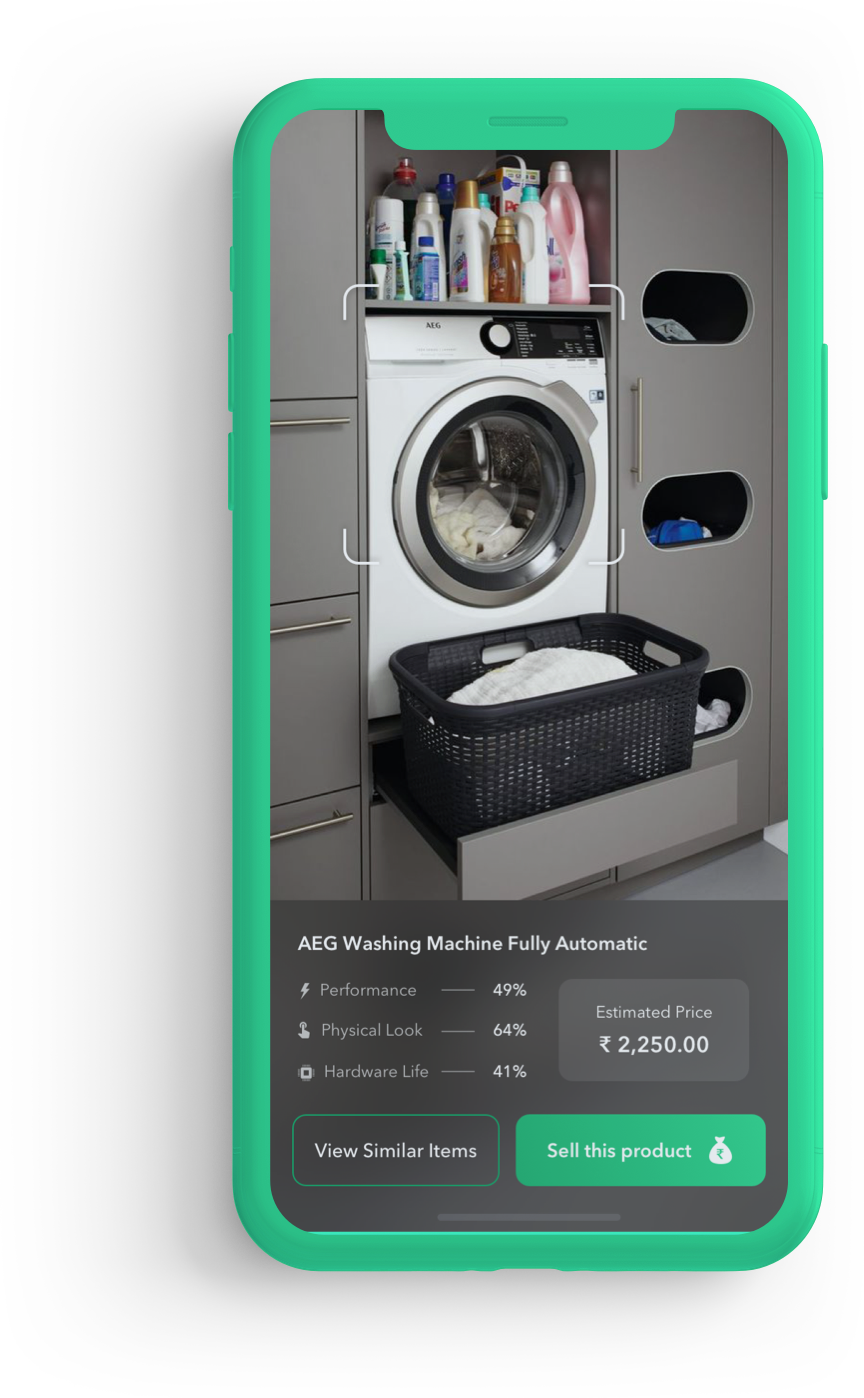 AEG
AEG Washing Machine Fully Automatic
Performance 49%
Physical Look 64%
Hardware Life 41%
Estimated Price
₹ 2,250.00
View Similar Items
Sell this product
₹